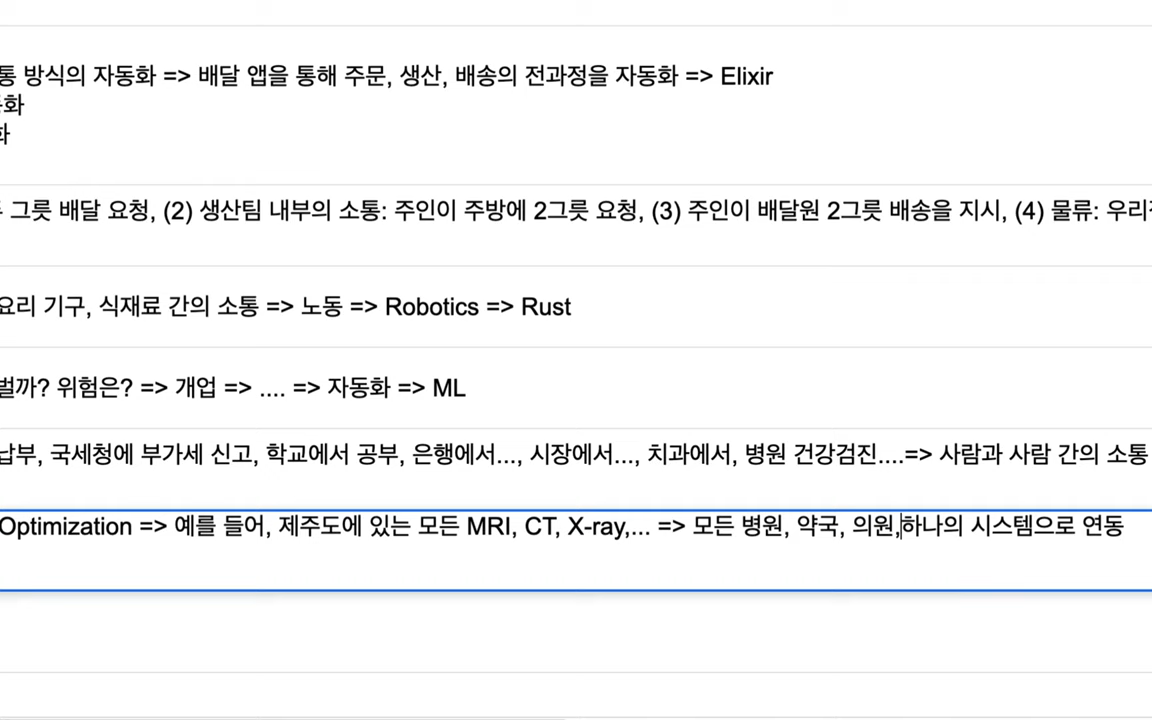 통 방식의 자동화 => 배달 앱을 통해 주문, 생산, 배송의 전과정을 자동화 => Elixir
화
화
그릇 배달 요청, (2) 생산팀 내부의 소통: 주인이 주방에 2그릇 요청, (3) 주인이 배달원 2그릇 배송을 지시, (4) 물류: 우리
요리 기구, 식재료 간의 소통 => 노동 => Robotics => Rust
벌까? 위험은? => 개업 => .... => 자동화 => ML
납부, 국세청에 부가세 신고, 학교에서 공부, 은행에서..., 시장에서..., 치과에서, 병원 건강검진....=> 사람과 사람 간의 소통
Optimization => 예를 들어, 제주도에 있는 모든 MRI, CT, X-ray,... => 모든 병원, 약국, 의원,하나의 시스템으로 연동